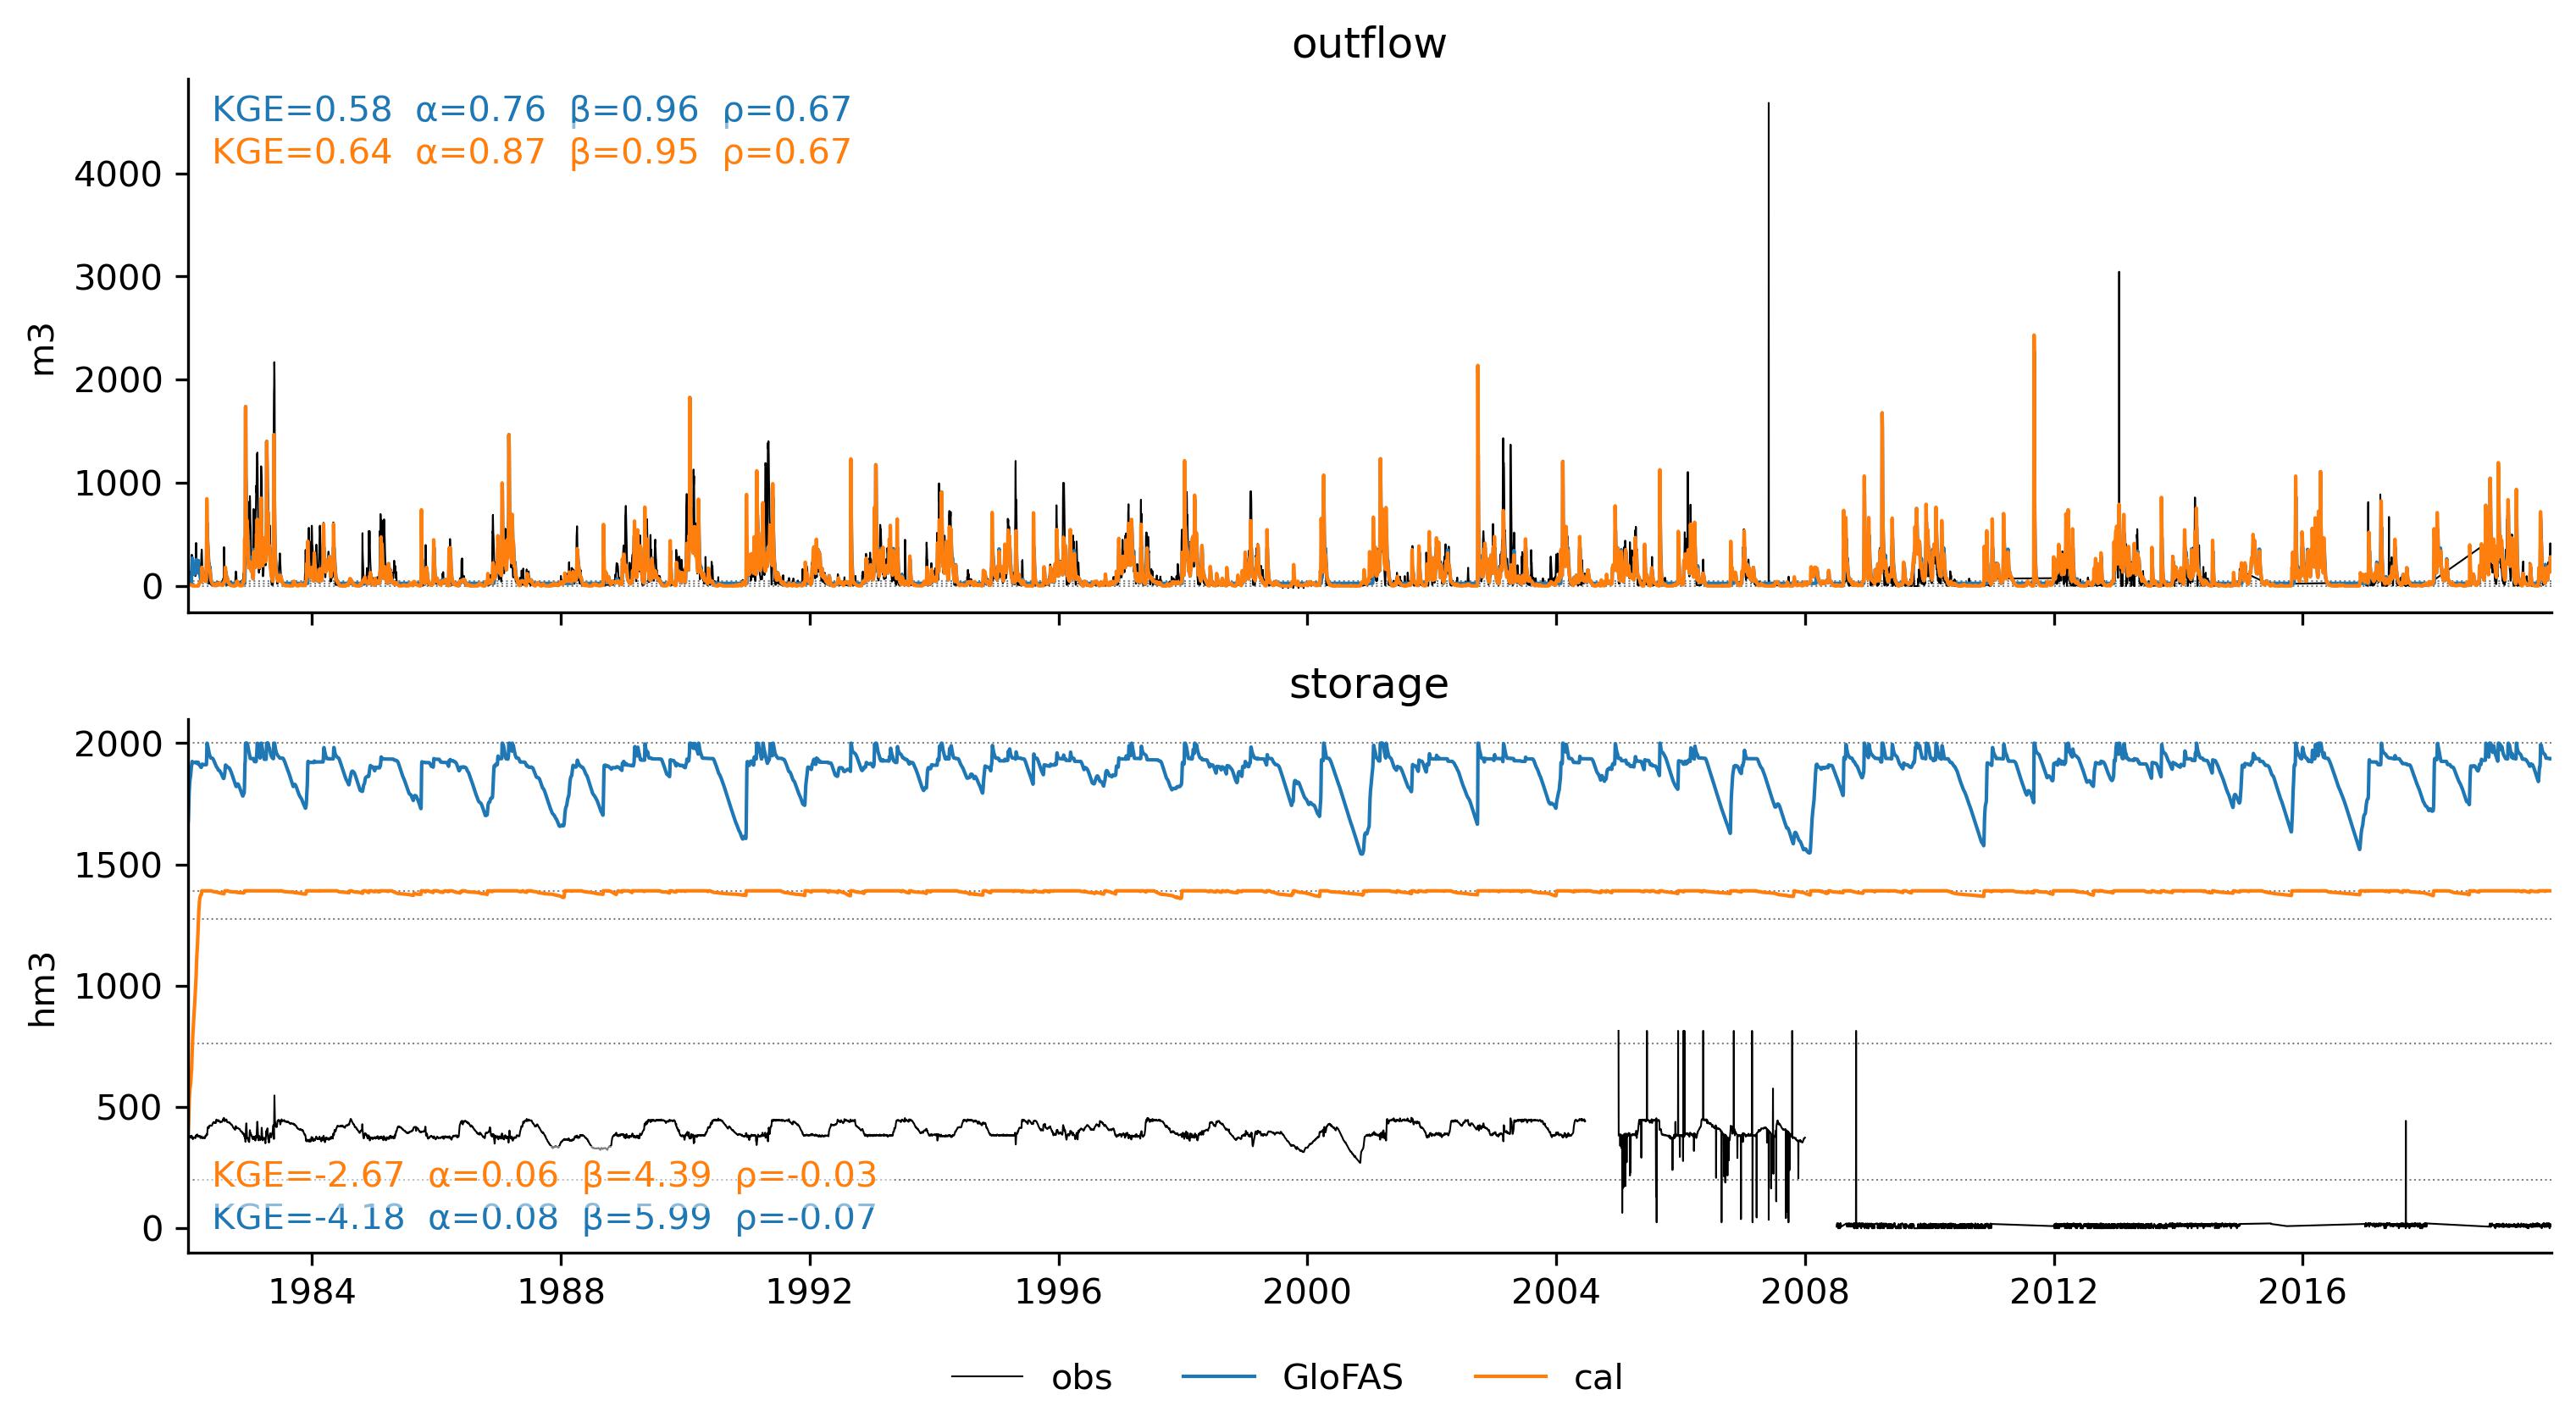 outflow
KGE=0.58 α=0.76 β=0.96 ρ=0.67
KGE=0.64 α=0.87 β=0.95 ρ=0.67
4000
3000
2000
1000
0
m3
storage
2000
1500
1000
500
0
hm3
KGE=-2.67 α=0.06 β=4.39 ρ=-0.03
KGE=-4.18 α=0.08 β=5.99 ρ=-0.07
1984 1988 1992 1996 2000 2004 2008 2012 2016
obs GloFAS cal